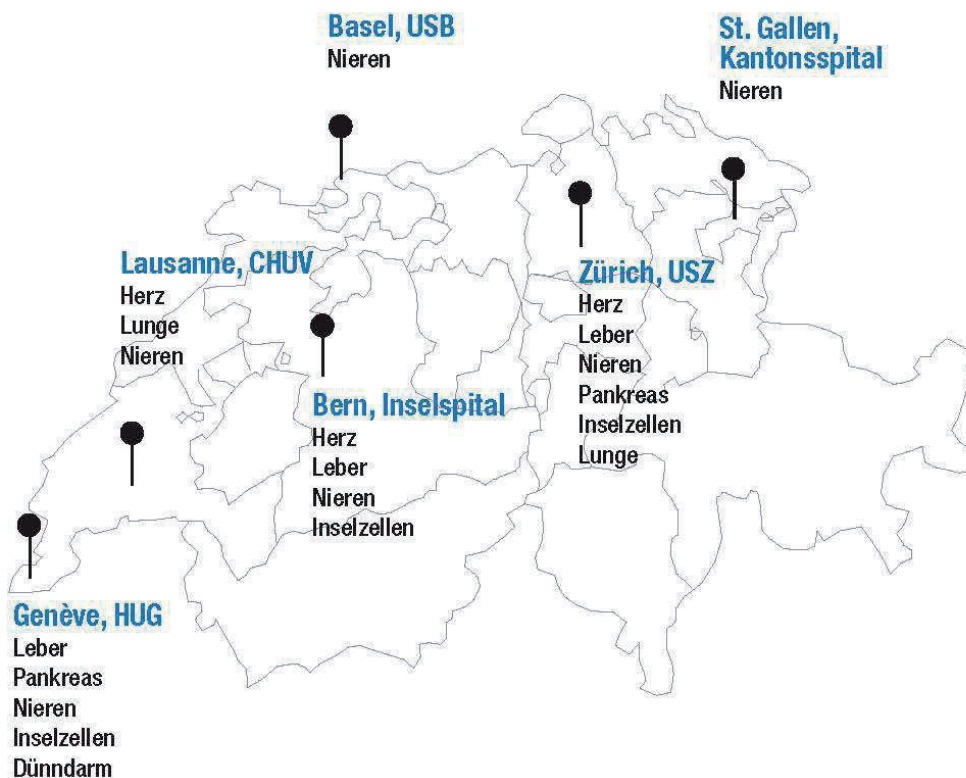 Basel, USB
Nieren
St. Gallen,
Kantonsspital
Nieren
Lausanne, CHUV
Herz
Lunge
Nieren
Zürich, USZ
Herz
Leber
Nieren
Pankreas
Inselzellen
Lunge
Bern, Inselspital
Herz
Leber
Nieren
Inselzellen
Genève, HUG
Leber
Pankreas
Nieren
Inselzellen
Dünndarm